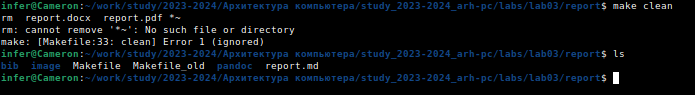 infer@Cameron:~/work/study/2023-2024/Архитектура компьютера/study_2023-2024_arh-pc/labs/lab03/report$ make clean
rm  report.docx  report.pdf *~
rm: cannot remove '*~': No such file or directory
make: [Makefile:33: clean] Error 1 (ignored)
infer@Cameron:~/work/study/2023-2024/Архитектура компьютера/study_2023-2024_arh-pc/labs/lab03/report$ ls
bib  image  Makefile  Makefile_old  pandoc  report.md
infer@Cameron:~/work/study/2023-2024/Архитектура компьютера/study_2023-2024_arh-pc/labs/lab03/report$